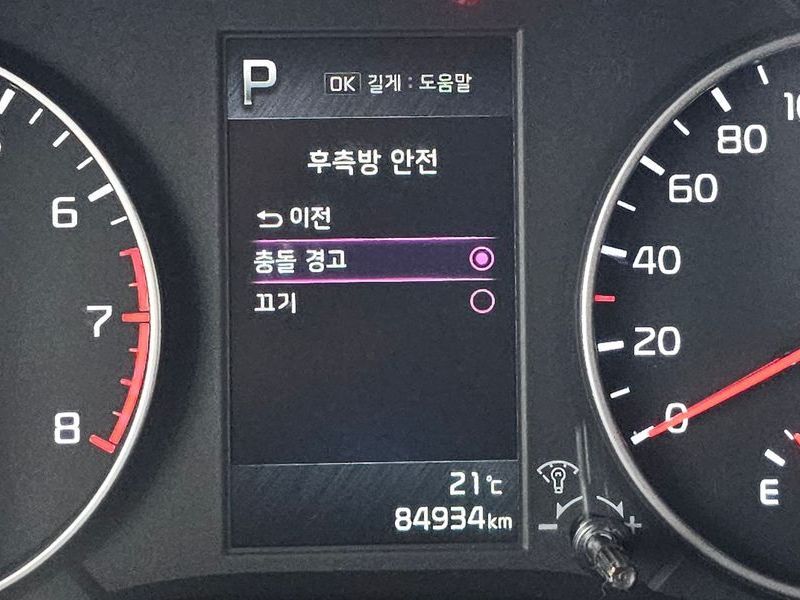 P
OK 길게 : 도움말
후측방 안전
이전
충돌 경고
끄기
21℃
84934km
6
7
8
80
60
40
20
0
E
- +